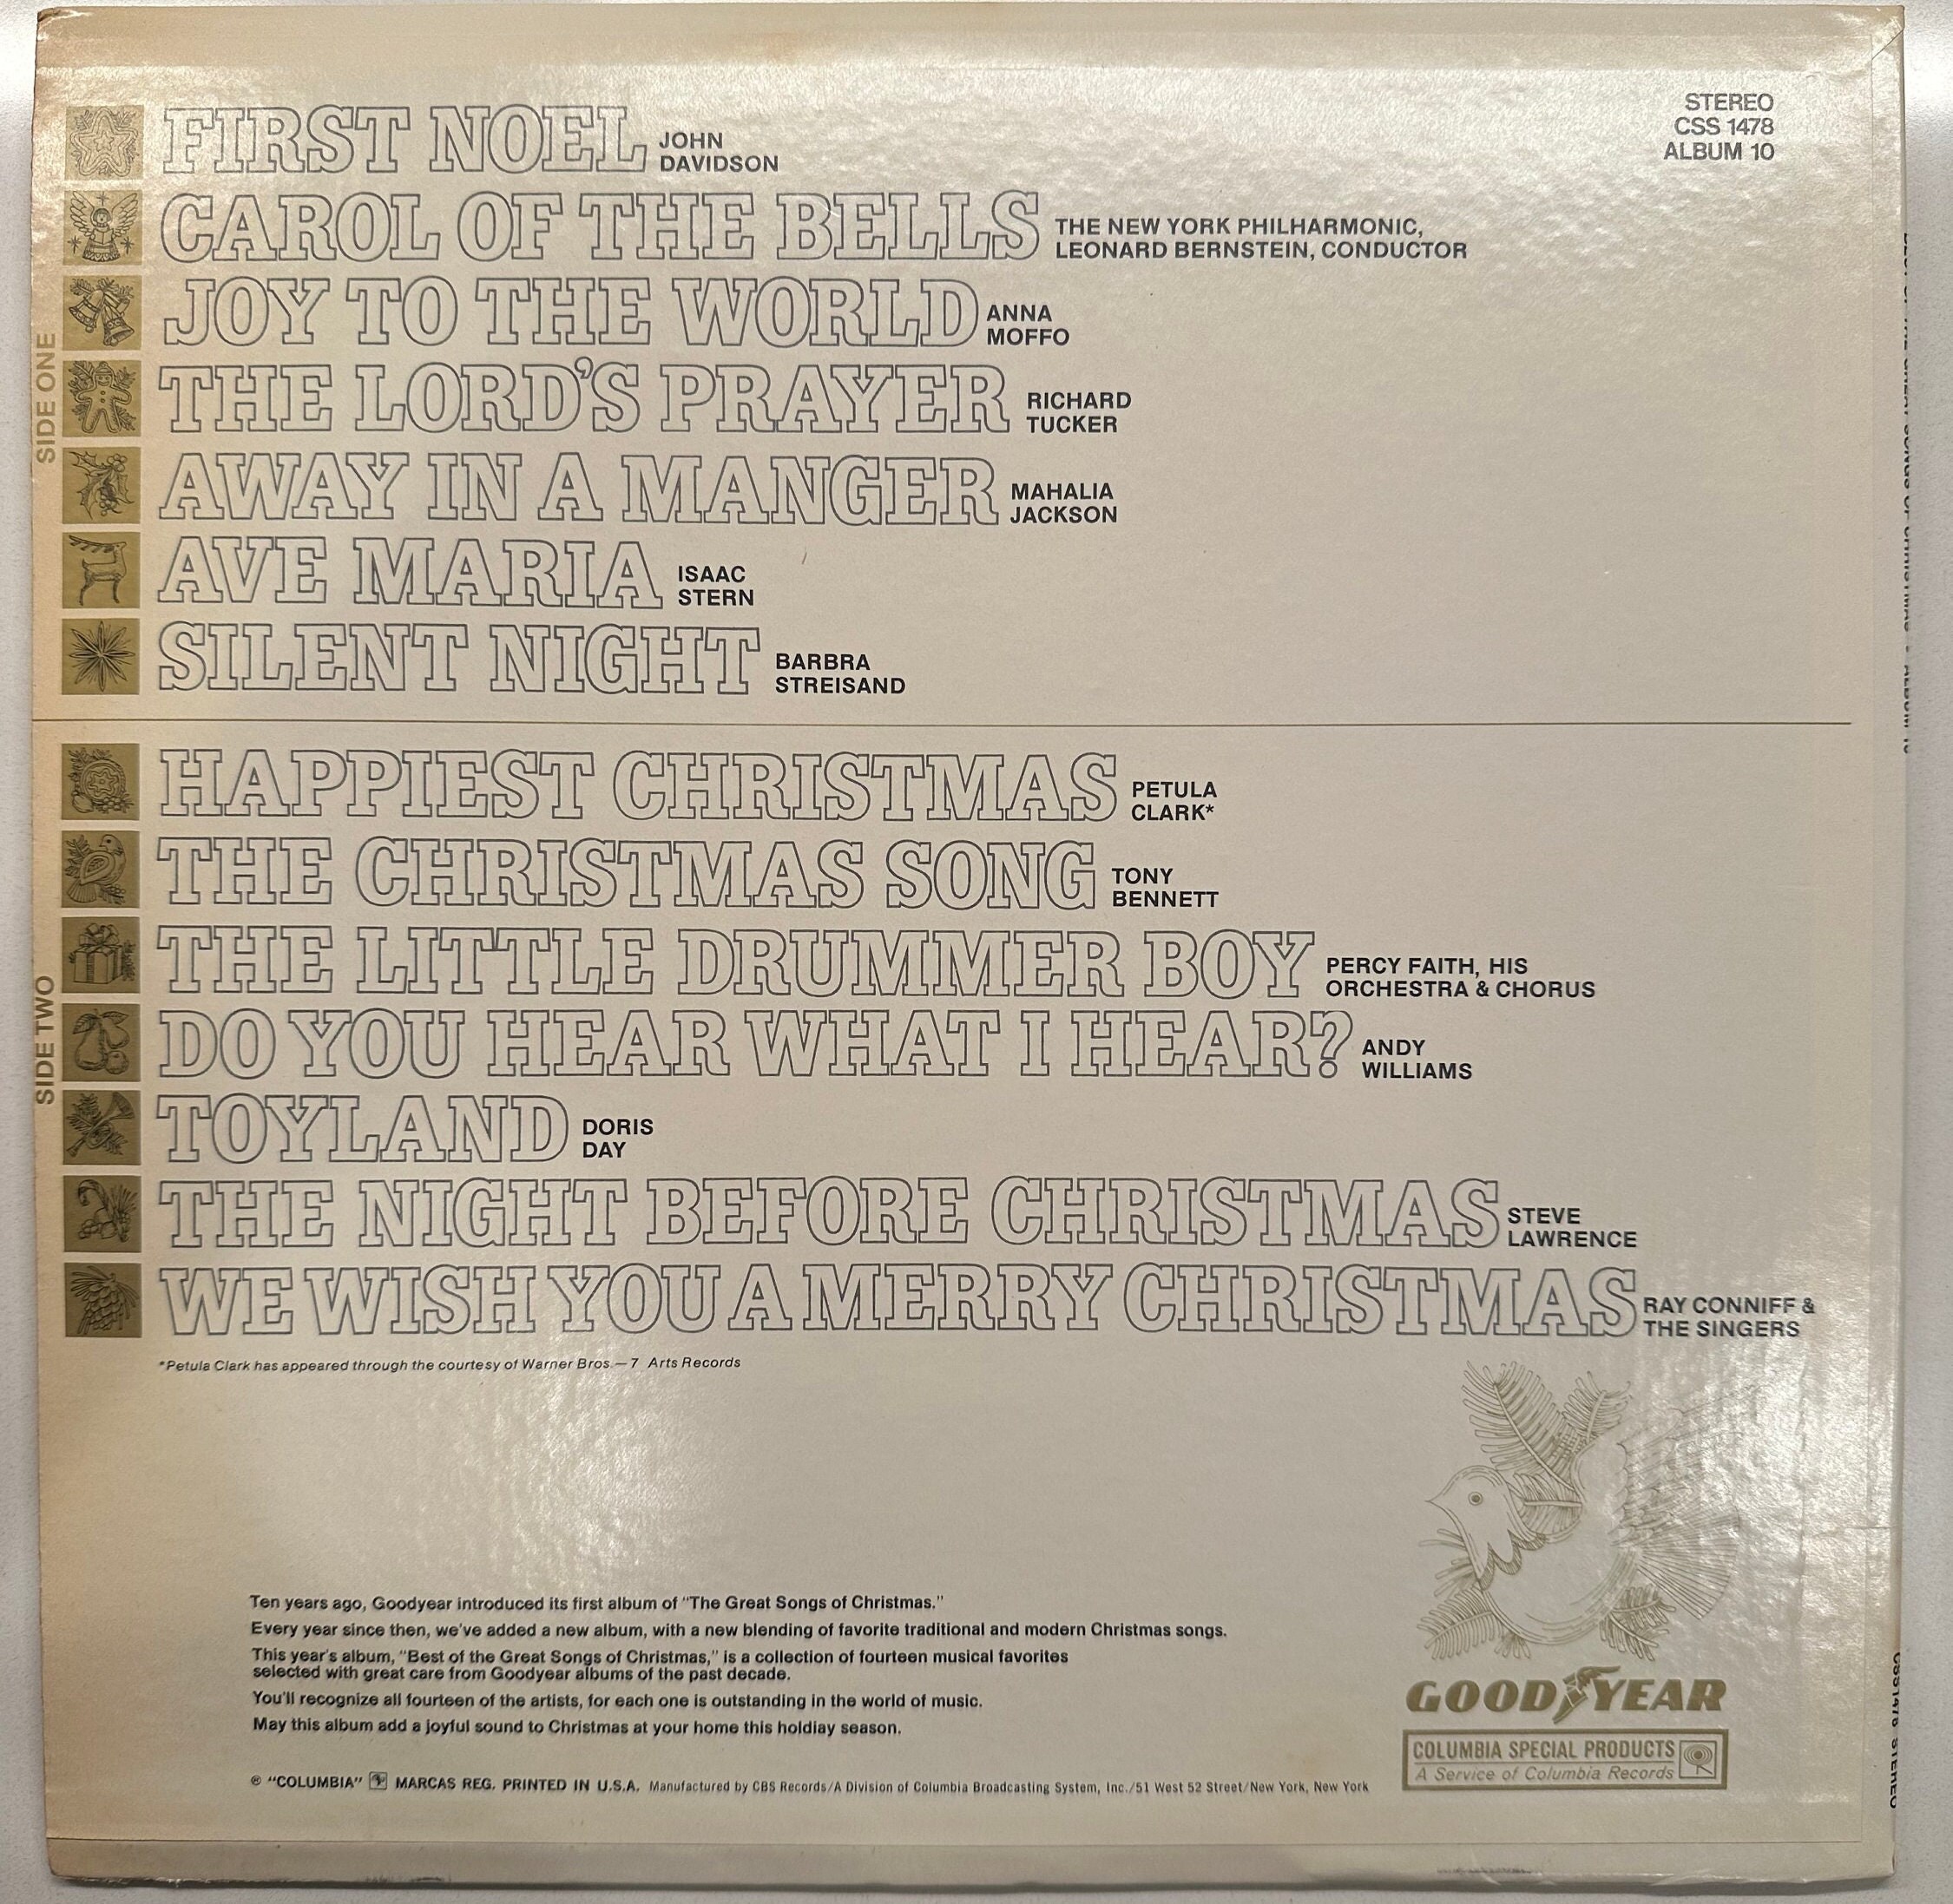 STEREO
CSS 1478
ALBUM 10
SIDE ONE
FIRST NOEL JOHN
DAVIDSON
CAROL OF THE BELLS THE NEW YORK PHILHARMONIC,
LEONARD BERNSTEIN, CONDUCTOR
JOY TO THE WORLD ANNA
MOFFO
THE LORD'S PRAYER RICHARD
TUCKER
AWAY IN A MANGER MAHALIA
JACKSON
AVE MARIA ISAAC
STERN
SILENT NIGHT BARBRA
STREISAND
SIDE TWO
HAPPIEST CHRISTMAS PETULA
CLARK*
THE CHRISTMAS SONG TONY
BENNETT
THE LITTLE DRUMMER BOY PERCY FAITH, HIS
ORCHESTRA & CHORUS
DO YOU HEAR WHAT I HEAR? ANDY
WILLIAMS
TOYLAND DORIS
DAY
THE NIGHT BEFORE CHRISTMAS STEVE
LAWRENCE
WE WISH YOU A MERRY CHRISTMAS RAY CONNIFF &
THE SINGERS
*Petula Clark has appeared through the courtesy of Warner Bros.—7 Arts Records
Ten years ago, Goodyear introduced its first album of "The Great Songs of Christmas."
Every year since then, we've added a new album, with a new blending of favorite traditional and modern Christmas songs.
This year's album, "Best of the Great Songs of Christmas," is a collection of fourteen musical favorites
selected with great care from Goodyear albums of the past decade.
You'll recognize all fourteen of the artists, for each one is outstanding in the world of music.
May this album add a joyful sound to Christmas at your home this holdiay season.
GOODYEAR
COLUMBIA SPECIAL PRODUCTS
A Service of Columbia Records
® "COLUMBIA" MARCAS REG. PRINTED IN U.S.A. Manufactured by CBS Records/A Division of Columbia Broadcasting System, Inc./51 West 52 Street/New York, New York